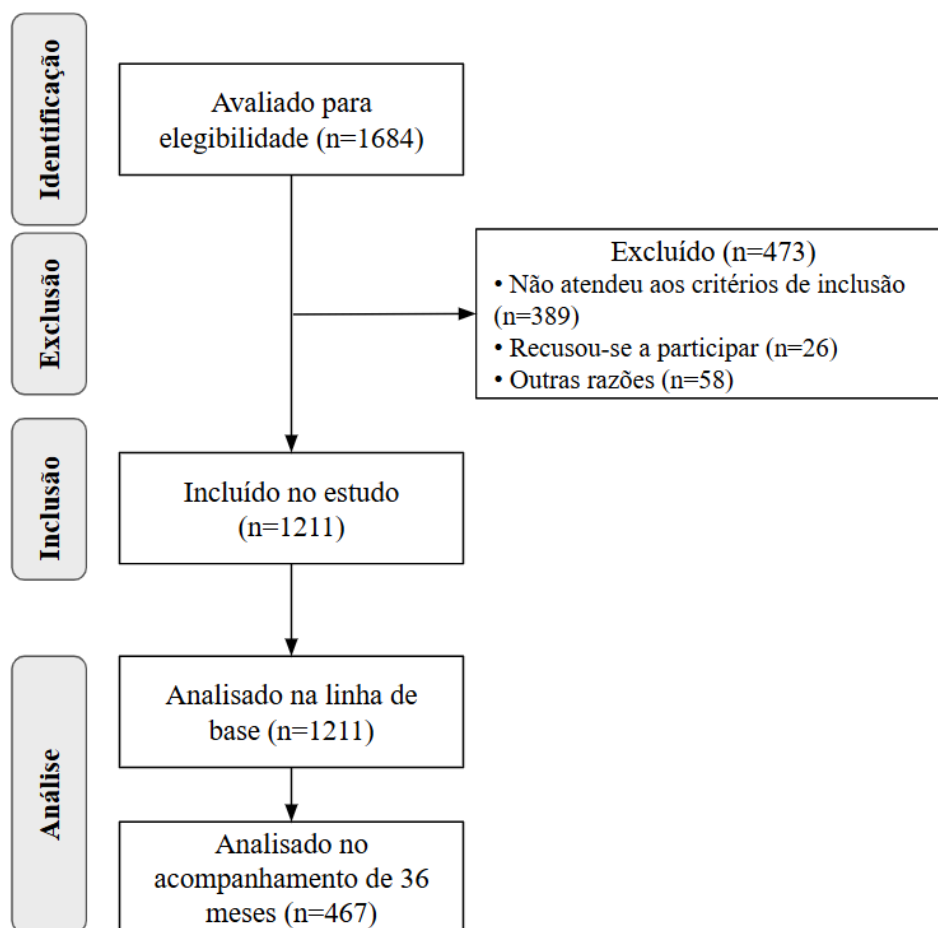 Identificação
Avaliado para
elegibilidade (n=1684)
Exclusão
Excluído (n=473)
• Não atendeu aos critérios de inclusão
(n=389)
• Recusou-se a participar (n=26)
• Outras razões (n=58)
Inclusão
Incluído no estudo
(n=1211)
Análise
Analisado na linha de
base (n=1211)
Analisado no
acompanhamento de 36
meses (n=467)